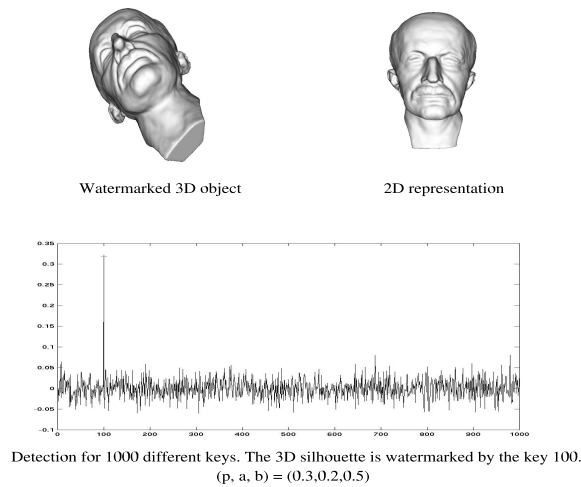 Watermarked 3D object
2D representation
0.35
0.3
0.25
0.2
0.15
0.1
0.05
0
-0.05
-0.1
0 100 200 300 400 500 600 700 800 900 1000
Detection for 1000 different keys. The 3D silhouette is watermarked by the key 100.
(p, a, b) = (0.3,0.2,0.5)